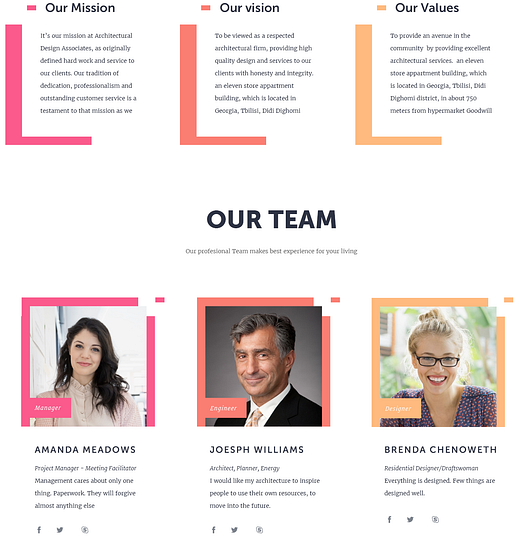 Our Mission
It's our mission at Architectural
Design Associates, as originally
defined hard work and service to
our clients. Our tradition of
dedication, professionalism and
outstanding customer service is a
testament to that mission as we
Our vision
To be viewed as a respected
architectural firm, providing high
quality design and services to our
clients with honesty and integrity.
an eleven store appartment
building, which is located in
Georgia, Tbilisi, Didi Dighomi
Our Values
To provide an avenue in the
community by providing excellent
architectural services. an eleven
store appartment building, which
is located in Georgia, Tbilisi, Didi
Dighomi district, in about 750
meters from hypermarket Goodwill
OUR TEAM
Our profesional Team makes best experience for your living
Manager
AMANDA MEADOWS
Project Manager - Meeting Facilitator
Management cares about only one
thing. Paperwork. They will forgive
almost anything else
Engineer
JOESPH WILLIAMS
Architect, Planner, Energy
I would like my architecture to inspire
people to use their own resources, to
move into the future.
Designer
BRENDA CHENOWETH
Residential Designer/Draftswoman
Everything is designed. Few things are
designed well.